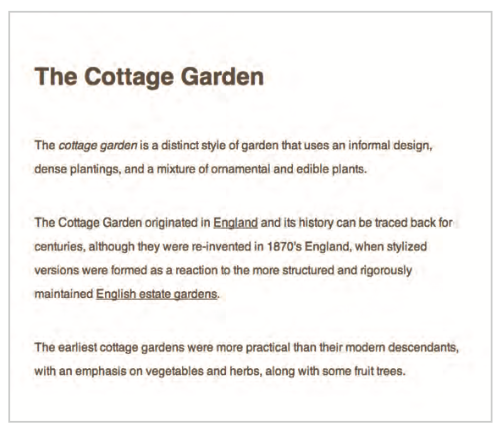 The Cottage Garden
The cottage garden is a distinct style of garden that uses an informal design,
dense plantings, and a mixture of ornamental and edible plants.
The Cottage Garden originated in England and its history can be traced back for
centuries, although they were re-invented in 1870's England, when stylized
versions were formed as a reaction to the more structured and rigorously
maintained English estate gardens.
The earliest cottage gardens were more practical than their modern descendants,
with an emphasis on vegetables and herbs, along with some fruit trees.